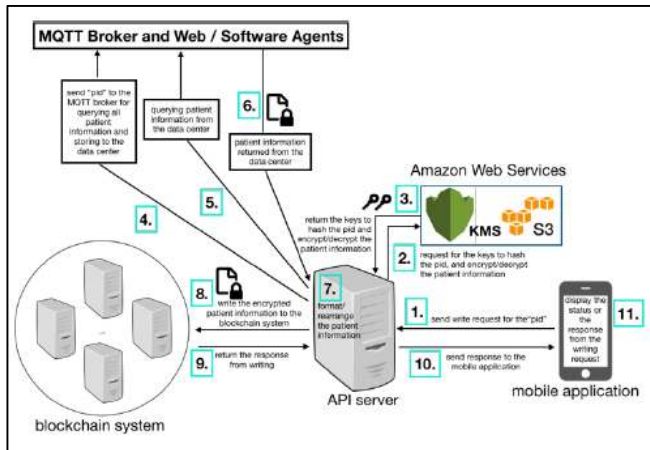 MQTT Broker and Web / Software Agents
send "pid" to the
MQTT broker for
querying all
patient
information and
storing to the
data center
querying patient
information from
the data center
6.
patient information
returned from the
data center
4.
5.
Amazon Web Services
3.
return the keys to
hash the pid and
encrypt/decrypt the
patient information
KMS
S3
2.
request for the keys to hash
the pid, and encrypt/decrypt
the patient information
7.
format/
rearrange
the patient
information
8.
write the encrypted
patient information to the
blockchain system
9.
return the response
from writing
1.
send write request for the"pid"
10.
send response to the
mobile application
11.
display the
status or
the
response
from the
writing
request
API server
mobile application
blockchain system